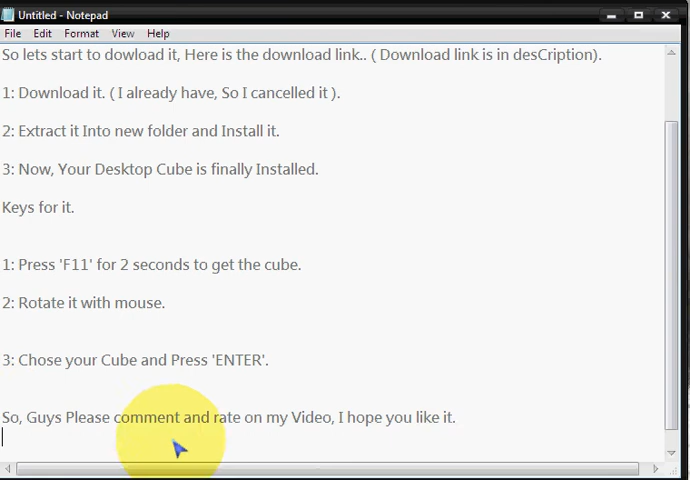 Untitled - Notepad
File Edit Format View Help
So lets start to dowload it, Here is the download link.. ( Download link is in desCription).
1: Download it. ( I already have, So I cancelled it ).
2: Extract it Into new folder and Install it.
3: Now, Your Desktop Cube is finally Installed.
Keys for it.
1: Press 'F11' for 2 seconds to get the cube.
2: Rotate it with mouse.
3: Chose your Cube and Press 'ENTER'.
So, Guys Please comment and rate on my Video, I hope you like it.